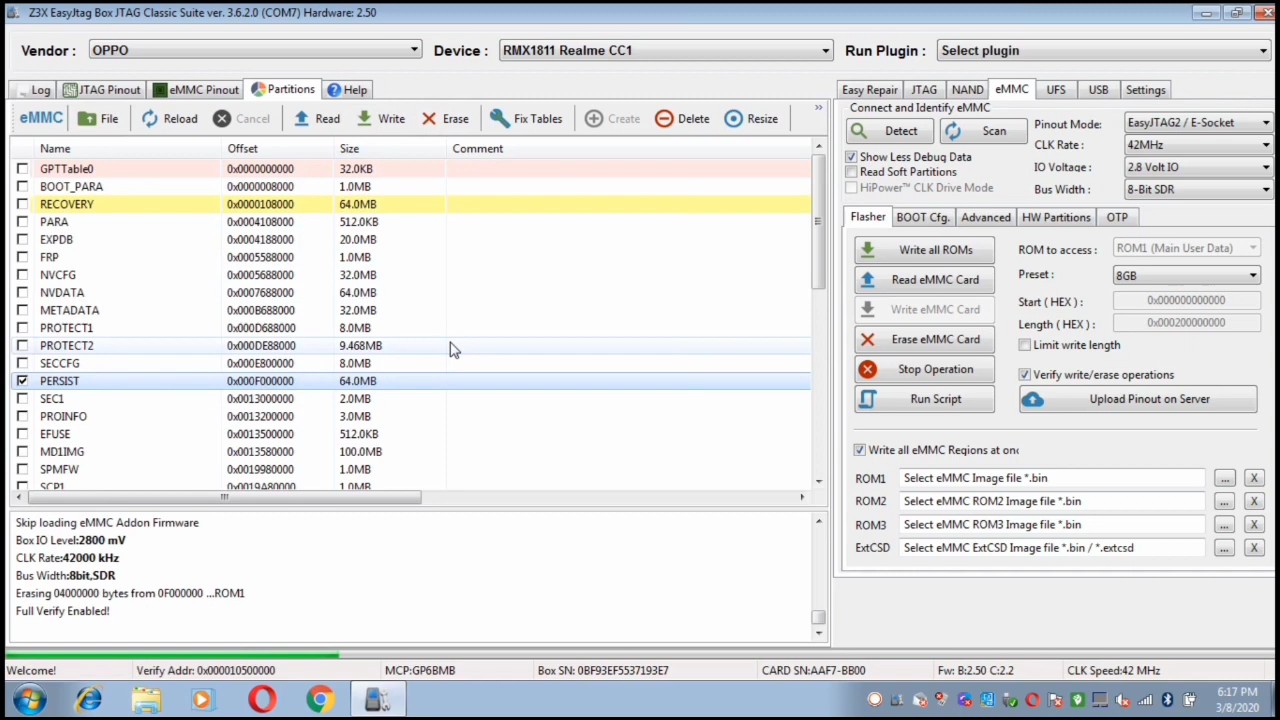 Z3X EasyJtag Box JTAG Classic Suite ver. 3.6.2.0 (COM7) Hardware: 2.50
Vendor : OPPO Device : RMX1811 Realme CC1 Run Plugin : Select plugin
Log JTAG Pinout eMMC Pinout Partitions Help
eMMC File Reload Cancel Read Write Erase Fix Tables Create Delete Resize »
Name Offset Size Comment
GPTTable0 0x0000000000 32.0KB
BOOT_PARA 0x0000008000 1.0MB
RECOVERY 0x0000108000 64.0MB
PARA 0x0004108000 512.0KB
EXPDB 0x0004188000 20.0MB
FRP 0x0005588000 1.0MB
NVCFG 0x0005688000 32.0MB
NVDATA 0x0007688000 64.0MB
METADATA 0x000B688000 32.0MB
PROTECT1 0x000D688000 8.0MB
PROTECT2 0x000DE88000 9.468MB
SECCFG 0x000E800000 8.0MB
PERSIST 0x000F000000 64.0MB
SEC1 0x0013000000 2.0MB
PROINFO 0x0013200000 3.0MB
EFUSE 0x0013500000 512.0KB
MD1IMG 0x0013580000 100.0MB
SPMFW 0x0019980000 1.0MB
SCP1 0x0019A80000 1.0MB
Skip loading eMMC Addon Firmware
Box IO Level:2800 mV
CLK Rate:42000 kHz
Bus Width:8bit,SDR
Erasing 04000000 bytes from 0F000000 ...ROM1
Full Verify Enabled!
Easy Repair JTAG NAND eMMC UFS USB Settings
Connect and Identify eMMC
Detect Scan
Show Less Debug Data
Read Soft Partitions
HiPower™ CLK Drive Mode
Pinout Mode: EasyJTAG2 / E-Socket
CLK Rate: 42MHz
IO Voltage: 2.8 Volt IO
Bus Width: 8-Bit SDR
Flasher BOOT Cfg. Advanced HW Partitions OTP
Write all ROMs
Read eMMC Card
Write eMMC Card
Erase eMMC Card
Stop Operation
Run Script
ROM to access: ROM1 (Main User Data)
Preset: 8GB
Start ( HEX ) : 0x000000000000
Length ( HEX ) : 0x000200000000
Limit write length
Verify write/erase operations
Upload Pinout on Server
Write all eMMC Regions at onc
ROM1 Select eMMC Image file *.bin ... X
ROM2 Select eMMC ROM2 Image file *.bin ... X
ROM3 Select eMMC ROM3 Image file *.bin ... X
ExtCSD Select eMMC ExtCSD Image file *.bin / *.extcsd ... X
Welcome! Verify Addr: 0x000010500000 MCP:GP6BMB Box SN: 0BF93EF5537193E7 CARD SN:AAF7-BB00 Fw: B:2.50 C:2.2 CLK Speed:42 MHz
6:17 PM
3/8/2020